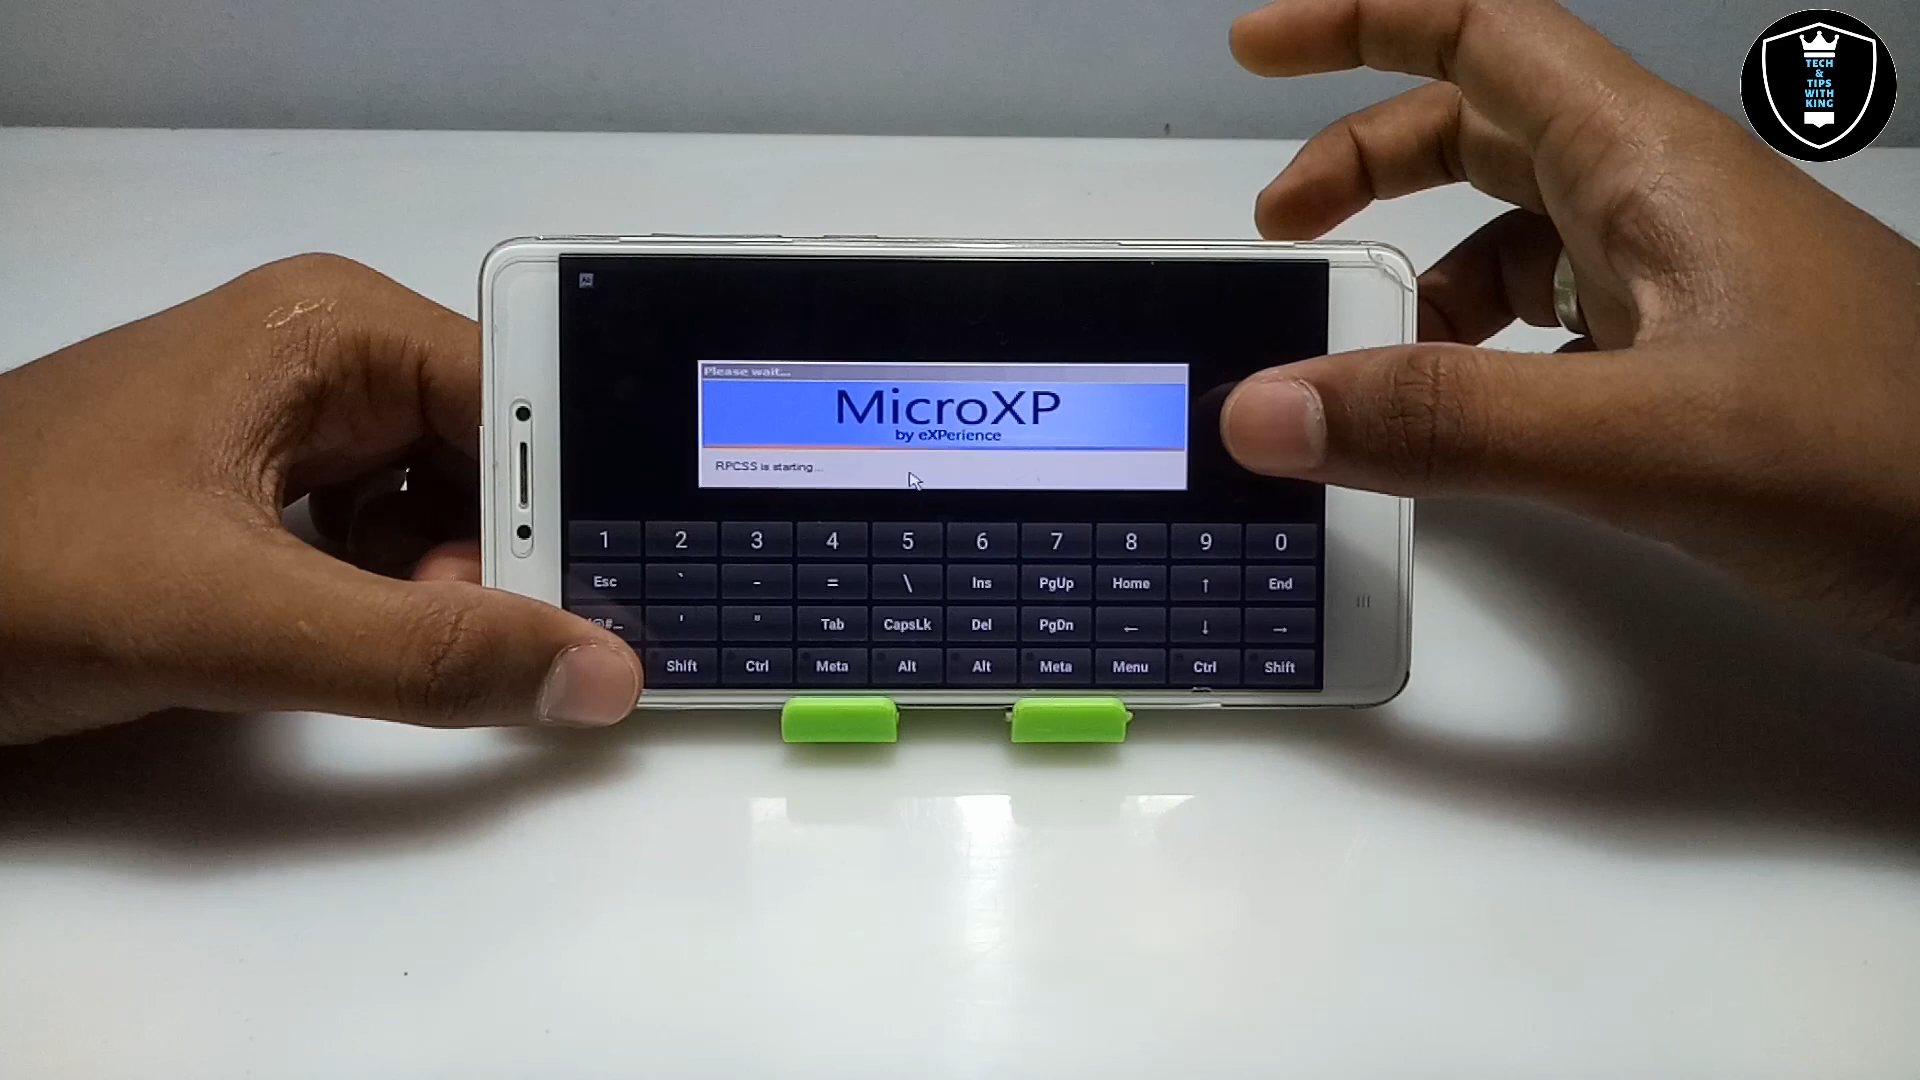 TECH
&
TIPS
WITH
KING
Please wait...
MicroXP
by eXPerience
RPCSS is starting...
1 2 3 4 5 6 7 8 9 0
Esc ` - = \ Ins PgUp Home ↑ End
' " Tab CapsLk Del PgDn ← ↓ →
Shift Ctrl Meta Alt Alt Meta Menu Ctrl Shift